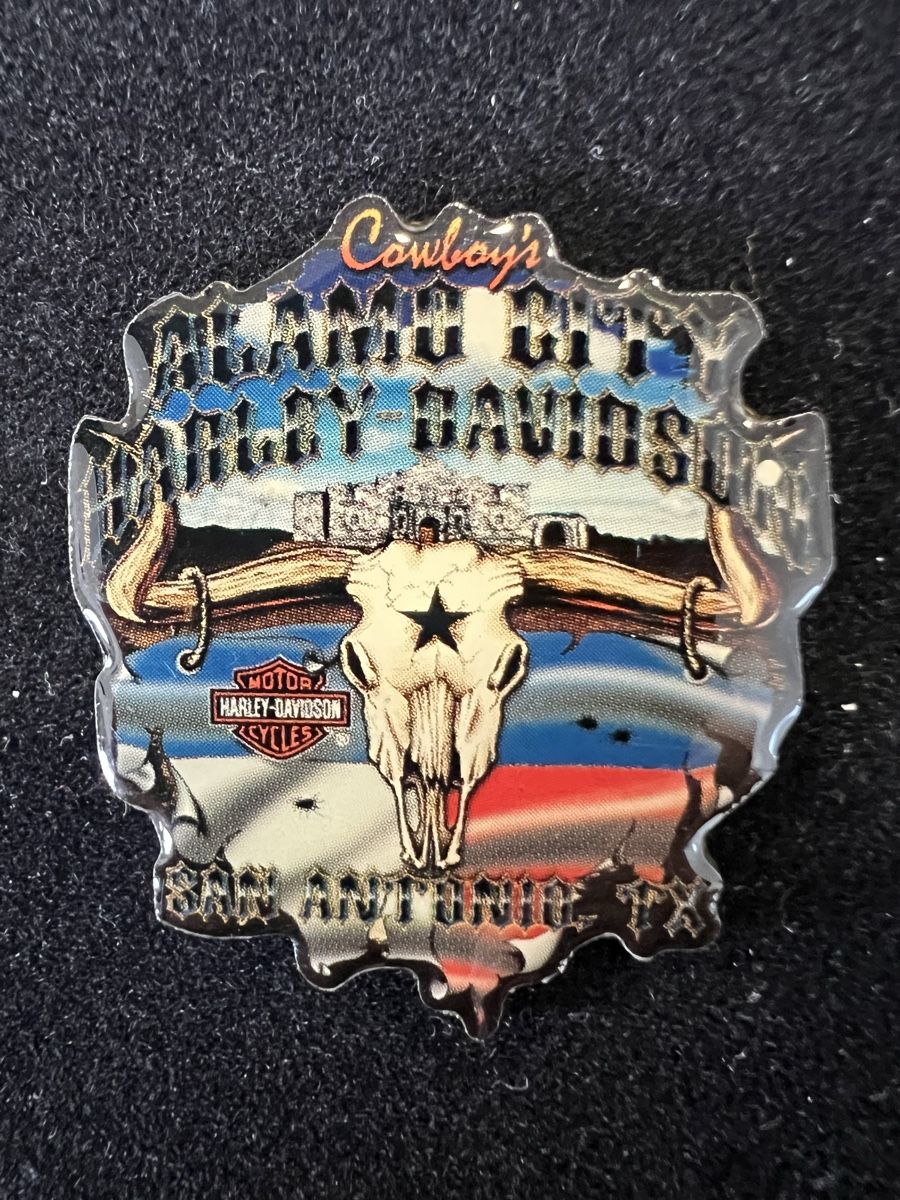 Cowboy's
ALAMO CITY
HARLEY-DAVIDSON
MOTOR
HARLEY-DAVIDSON
CYCLES
®
SAN ANTONIO, TX